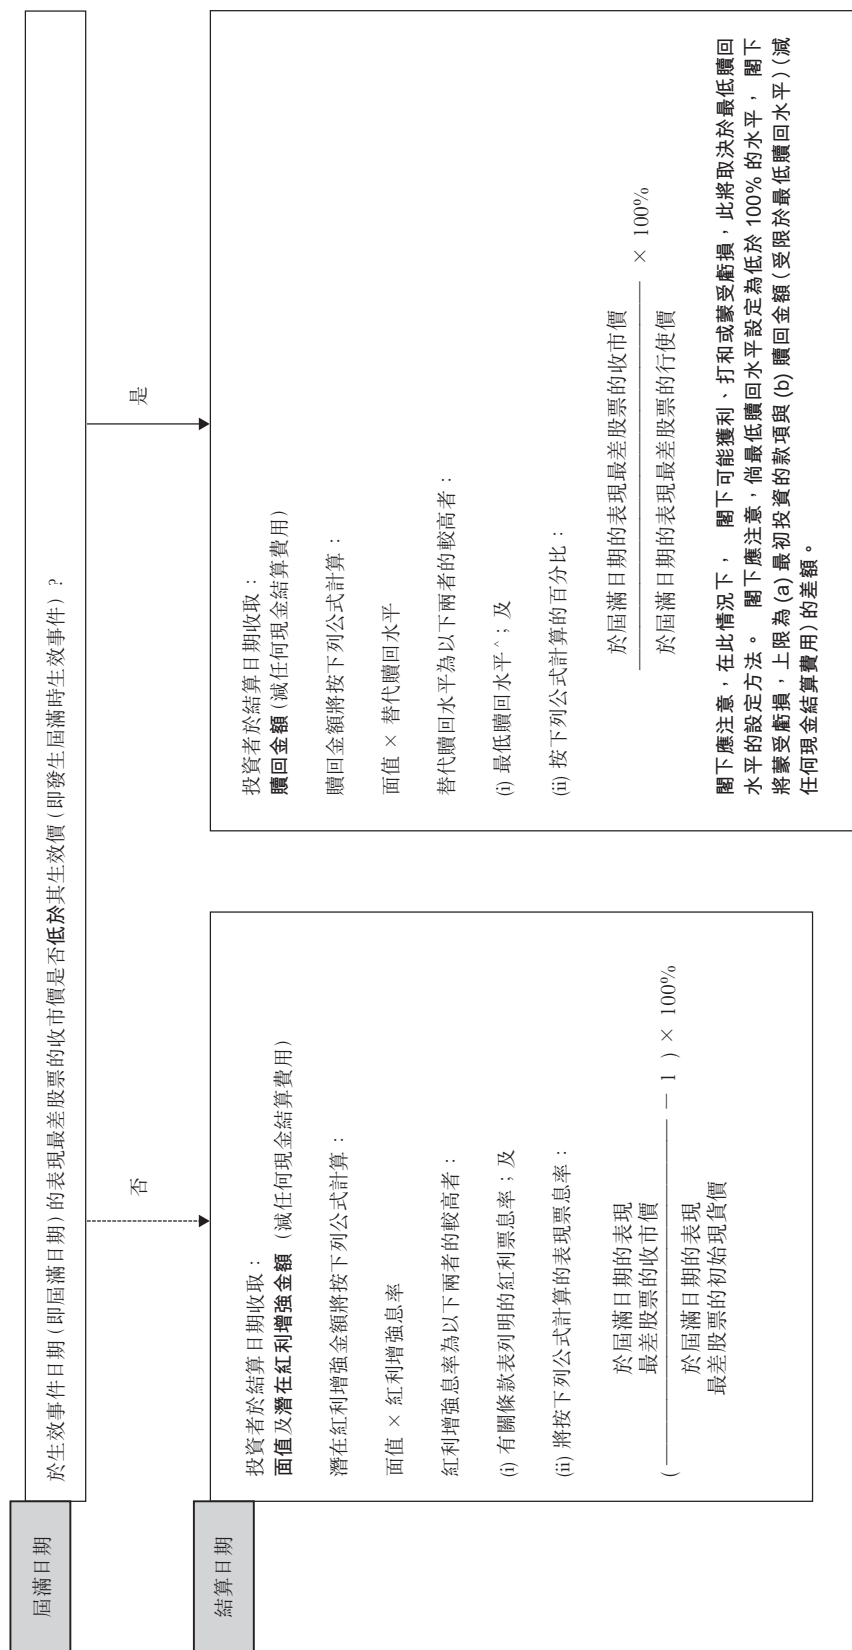 屆滿日期
於生效事件日期(即屆滿日期)的表現最差股票的收市價是否低於其生效價(即發生屆滿時生效事件)?
否
是
結算日期
投資者於結算日期收取:
面值及潛在紅利增強金額(減任何現金結算費用)
潛在紅利增強金額將按下列公式計算:
面值 × 紅利增強息率
紅利增強息率為以下兩者的較高者:
(i) 有關條款表列明的紅利票息率;及
(ii) 將按下列公式計算的表現票息率:
於屆滿日期的表現
最差股票的收市價
( — 1 ) × 100%
於屆滿日期的表現
最差股票的初始現貨價
投資者於結算日期收取:
贖回金額(減任何現金結算費用)
贖回金額將按下列公式計算:
面值 × 替代贖回水平
替代贖回水平為以下兩者的較高者:
(i) 最低贖回水平^;及
(ii) 按下列公式計算的百分比:
於屆滿日期的表現最差股票的收市價
× 100%
於屆滿日期的表現最差股票的行使價
閣下應注意,在此情況下, 閣下可能獲利、打和或蒙受虧損,此將取決於最低贖回
水平的設定方法。 閣下應注意,倘最低贖回水平設定為低於 100% 的水平, 閣下
將蒙受虧損,上限為 (a) 最初投資的款項與 (b) 贖回金額(受限於最低贖回水平)(減
任何現金結算費用)的差額。